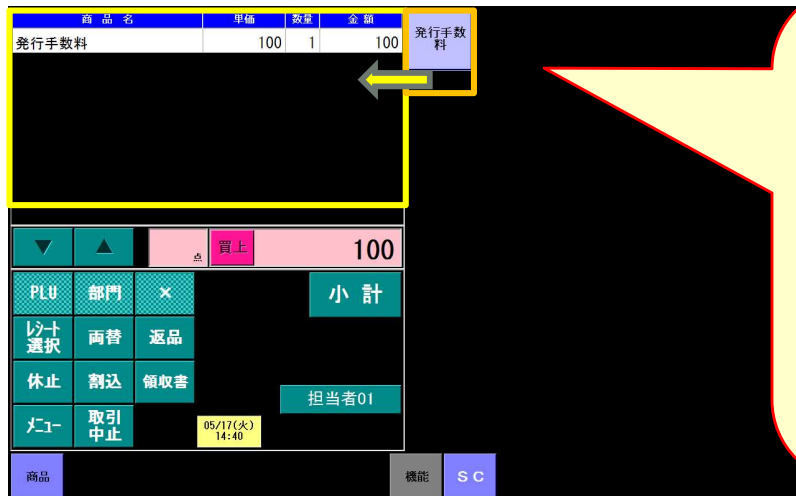 商 品 名 単価 数量 金 額
発行手数料 100 1 100
発行手数
料
▼ ▲ 点 買上 100
PLU 部門 × 小 計
ﾚｼｰﾄ
選択 両替 返品
休止 割込 領収書
担当者01
ﾒﾆｭｰ 取引
中止
05/17(火)
14:40
商品 機能 ＳＣ